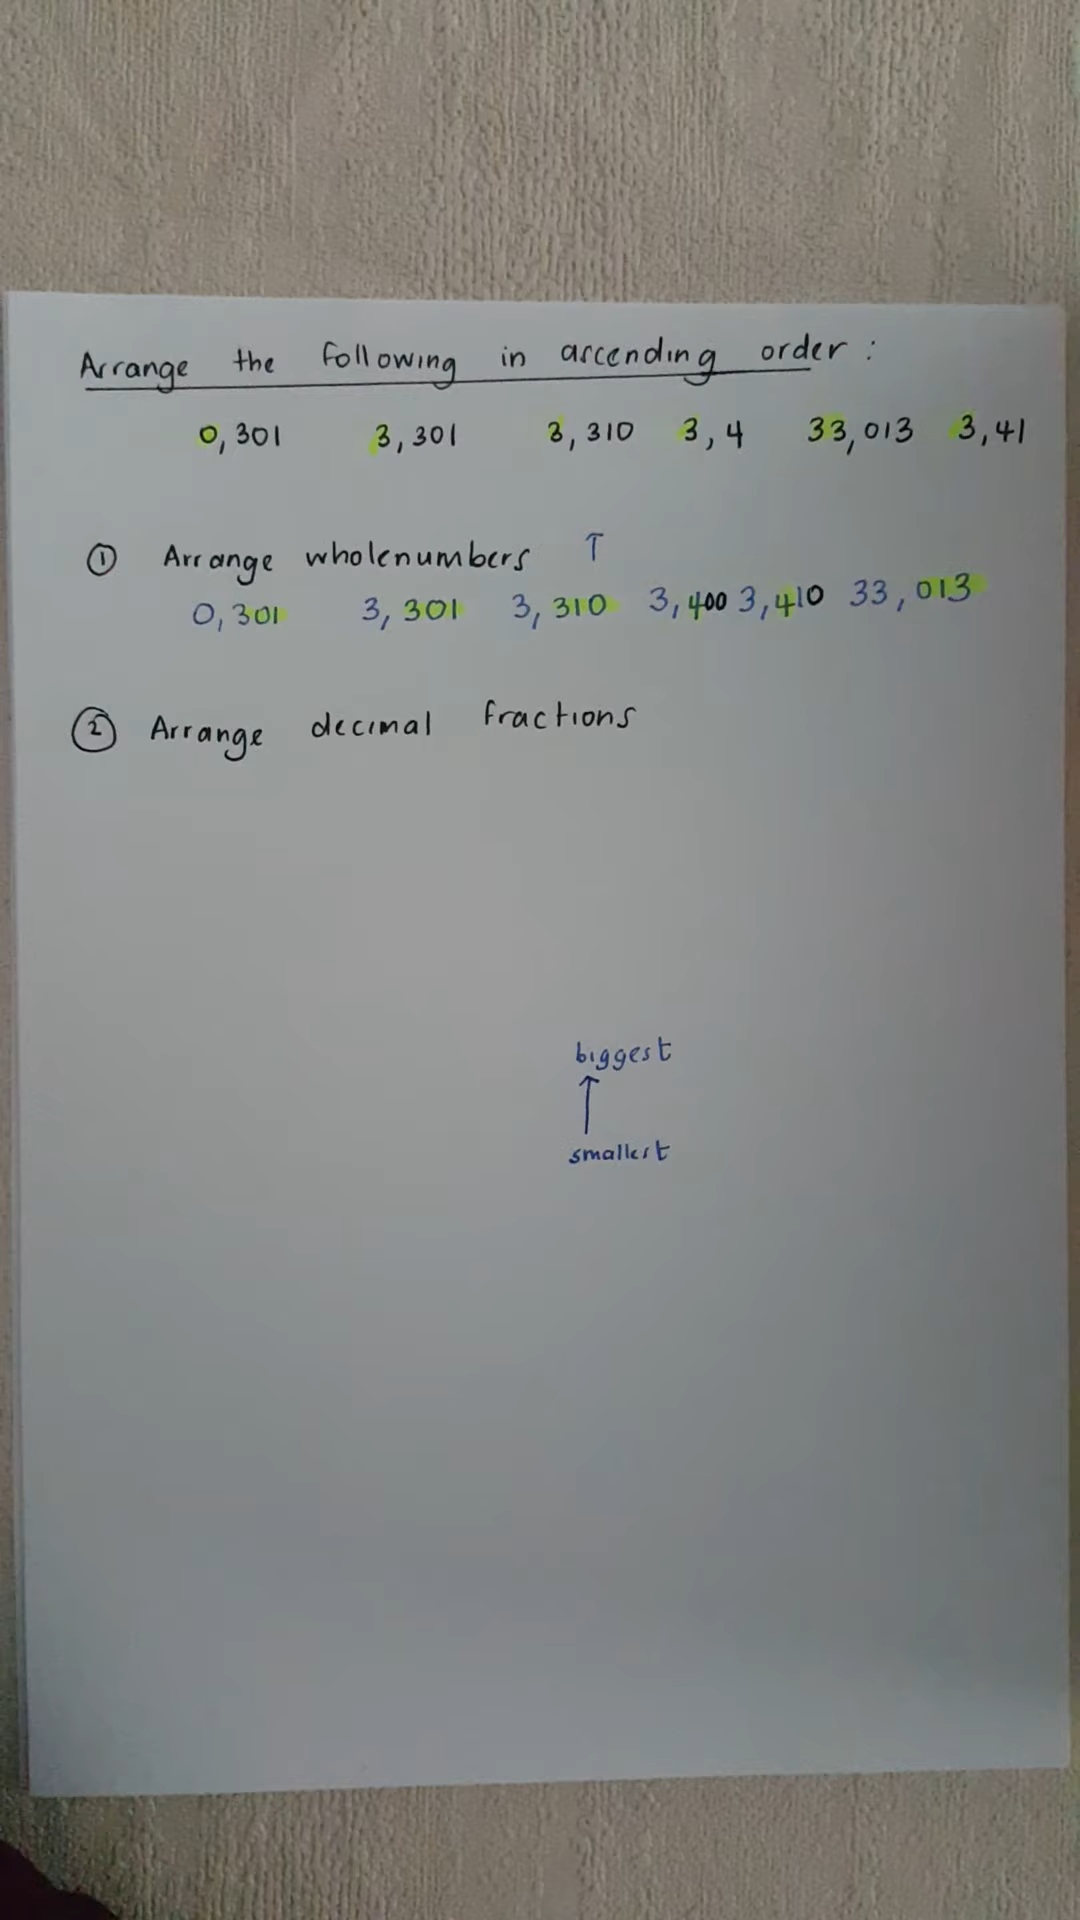 Arrange the following in ascending order :
0,301 3,301 3,310 3,4 33,013 3,41
① Arrange wholenumbers ↑
0,301 3,301 3,310 3,400 3,410 33,013
② Arrange decimal fractions
biggest
↑
smallest